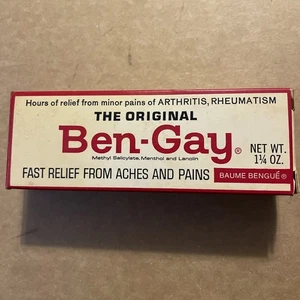 Hours of relief from minor pains of ARTHRITIS, RHEUMATISM
THE ORIGINAL
Ben-Gay®
Methyl Salicylate, Menthol and Lanolin
NET WT.
1¼ OZ.
FAST RELIEF FROM ACHES AND PAINS
BAUME BENGUÉ®